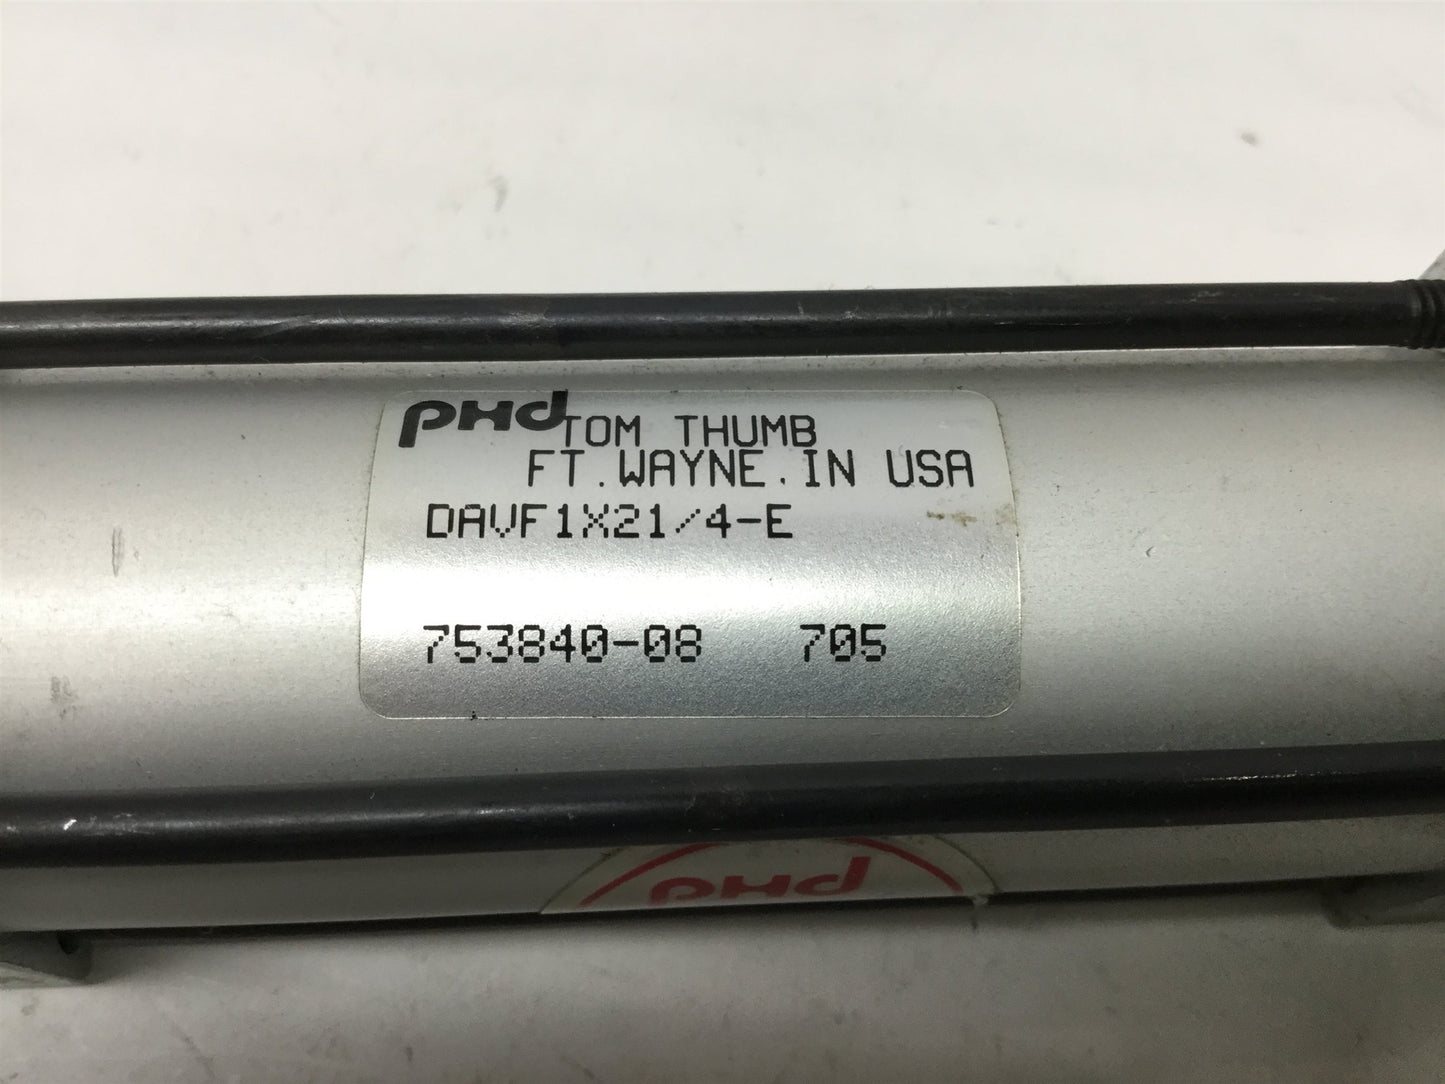 PHD TOM THUMB
FT. WAYNE, IN USA
DAVF1X21/4-E
753840-08 705
PHD